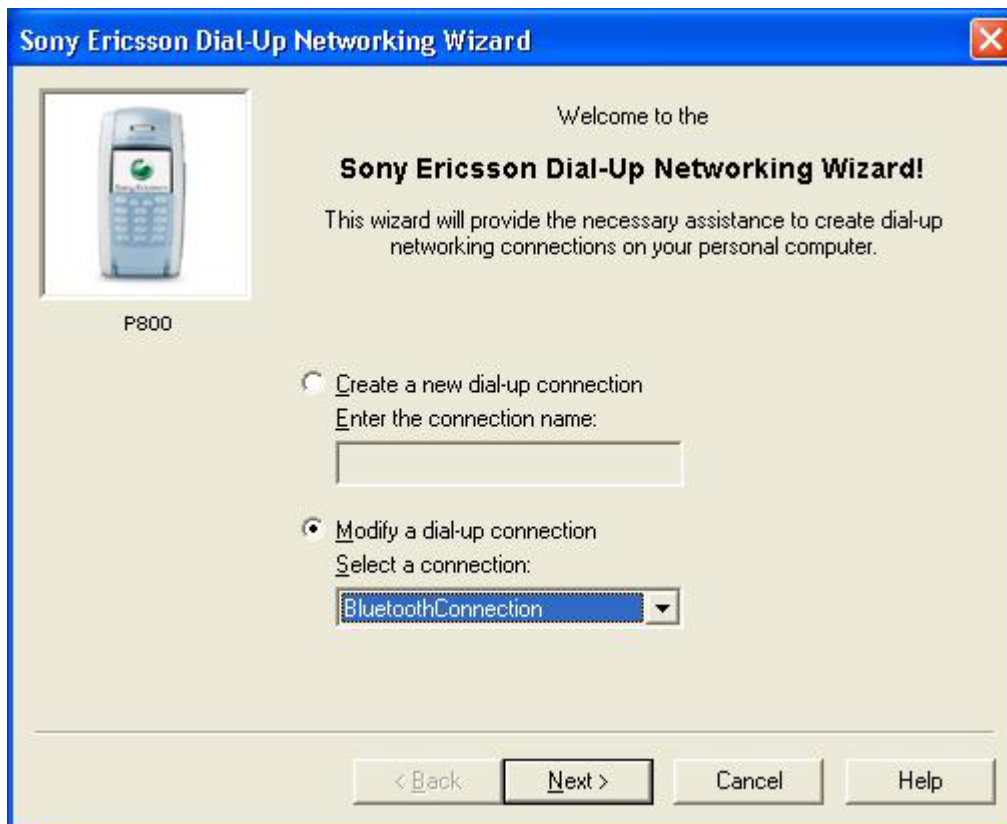 Sony Ericsson Dial-Up Networking Wizard
Welcome to the
Sony Ericsson Dial-Up Networking Wizard!
This wizard will provide the necessary assistance to create dial-up
networking connections on your personal computer.
Sony Ericsson
P800
Create a new dial-up connection
Enter the connection name:
Modify a dial-up connection
Select a connection:
BluetoothConnection
< Back
Next >
Cancel
Help